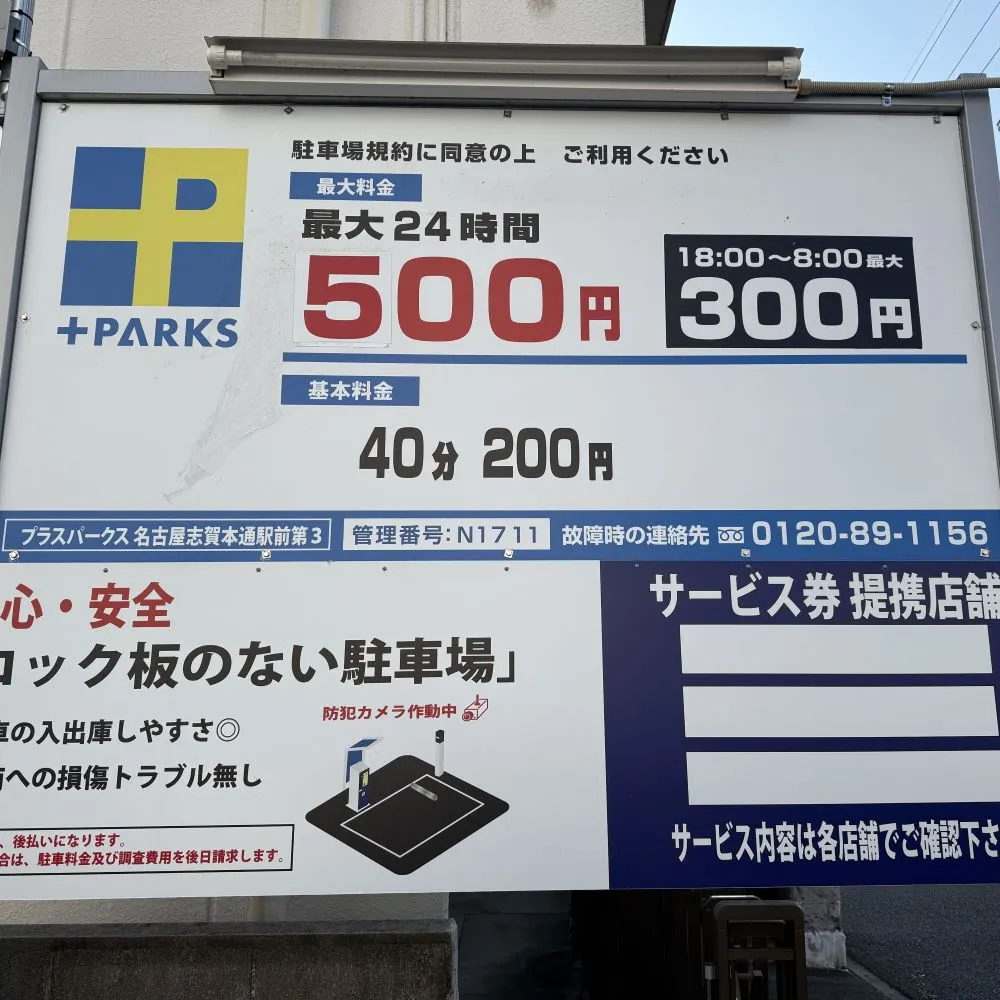 駐車場規約に同意の上　ご利用ください
最大料金
最大24時間
500円
18:00〜8:00最大
300円
+PARKS
基本料金
40分 200円
プラスパークス 名古屋志賀本通駅前第3
管理番号:N1711
故障時の連絡先 0120-89-1156
心・安全
ロック板のない駐車場」
車の入出庫しやすさ◎
への損傷トラブル無し
防犯カメラ作動中
、後払いになります。
合は、駐車料金及び調査費用を後日請求します。
サービス券 提携店舗
サービス内容は各店舗でご確認下さ